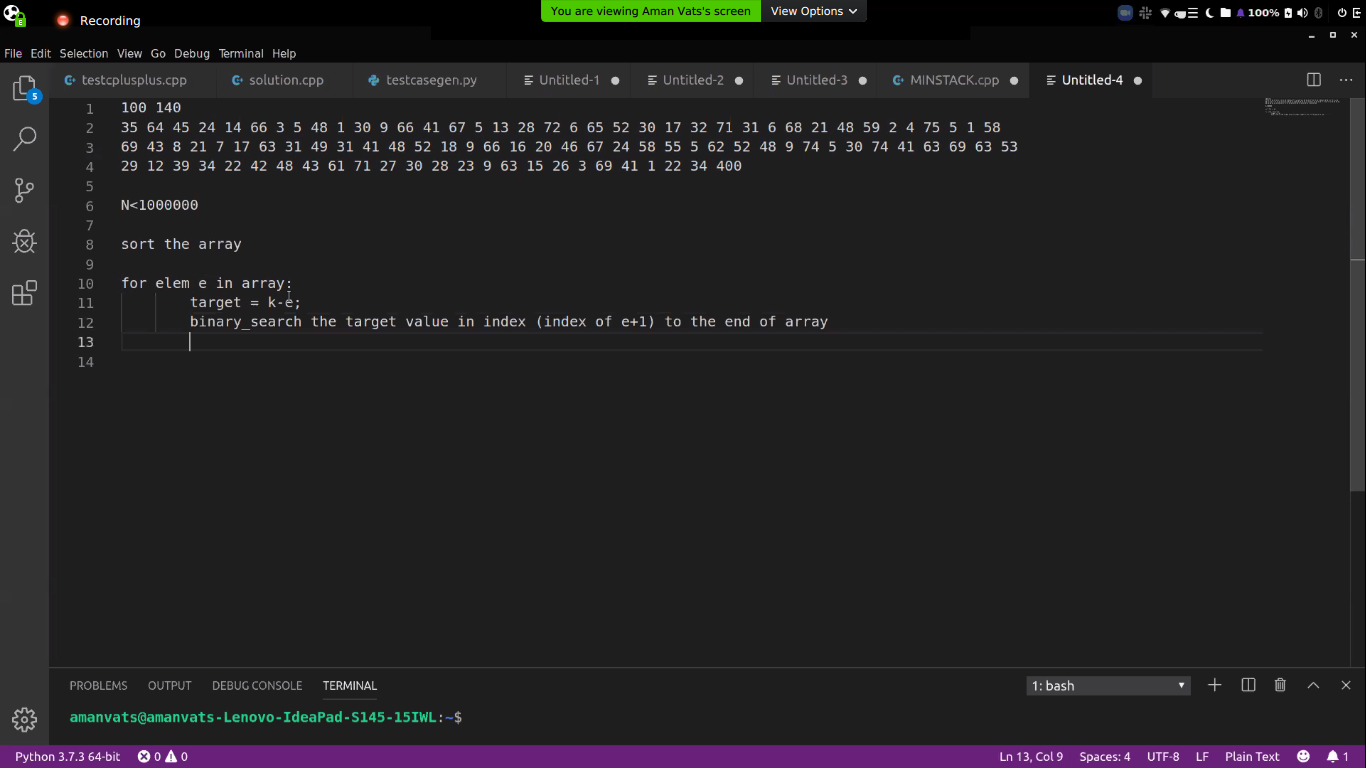 Recording
You are viewing Aman Vats's screen
View Options
100%
File Edit Selection View Go Debug Terminal Help
5
testcplusplus.cpp
solution.cpp
testcasegen.py
Untitled-1
Untitled-2
Untitled-3
MINSTACK.cpp
Untitled-4
1 100 140
2 35 64 45 24 14 66 3 5 48 1 30 9 66 41 67 5 13 28 72 6 65 52 30 17 32 71 31 6 68 21 48 59 2 4 75 5 1 58
3 69 43 8 21 7 17 63 31 49 31 41 48 52 18 9 66 16 20 46 67 24 58 55 5 62 52 48 9 74 5 30 74 41 63 69 63 53
4 29 12 39 34 22 42 48 43 61 71 27 30 28 23 9 63 15 26 3 69 41 1 22 34 400
5
6 N<1000000
7
8 sort the array
9
10 for elem e in array:
11 target = k-e;
12 binary_search the target value in index (index of e+1) to the end of array
13
14
PROBLEMS OUTPUT DEBUG CONSOLE TERMINAL
1: bash
amanvats@amanvats-Lenovo-IdeaPad-S145-15IWL:~$
Python 3.7.3 64-bit 0 0
Ln 13, Col 9 Spaces: 4 UTF-8 LF Plain Text 1